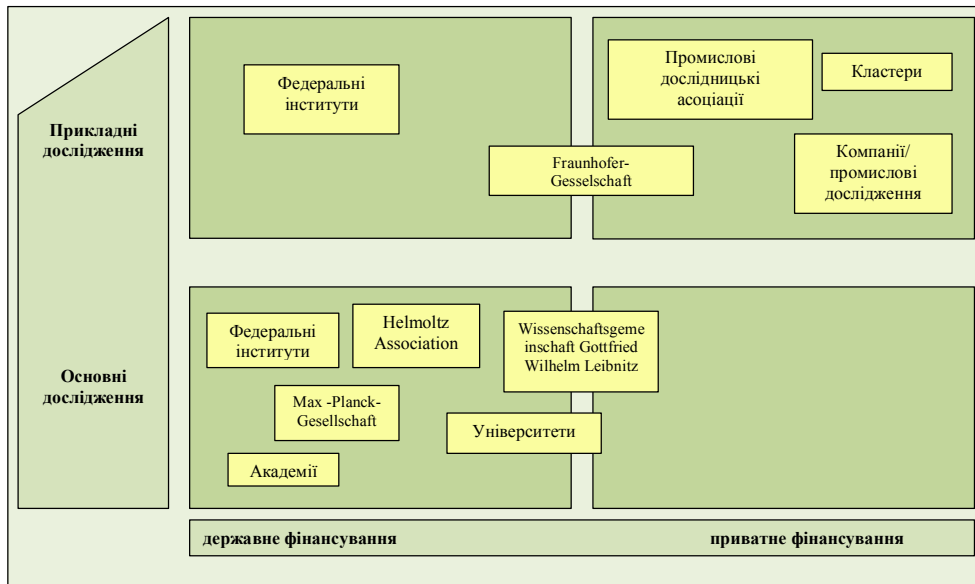 Прикладні
дослідження
Федеральні
інститути
Fraunhofer-
Gesselschaft
Промислові
дослідницькі
асоціації
Кластери
Компанії/
промислові
дослідження
Основні
дослідження
Федеральні
інститути
Helmoltz
Association
Wissenschaftsgeme
inschaft Gottfried
Wilhelm Leibnitz
Max -Planck-
Gesellschaft
Університети
Академії
державне фінансування
приватне фінансування